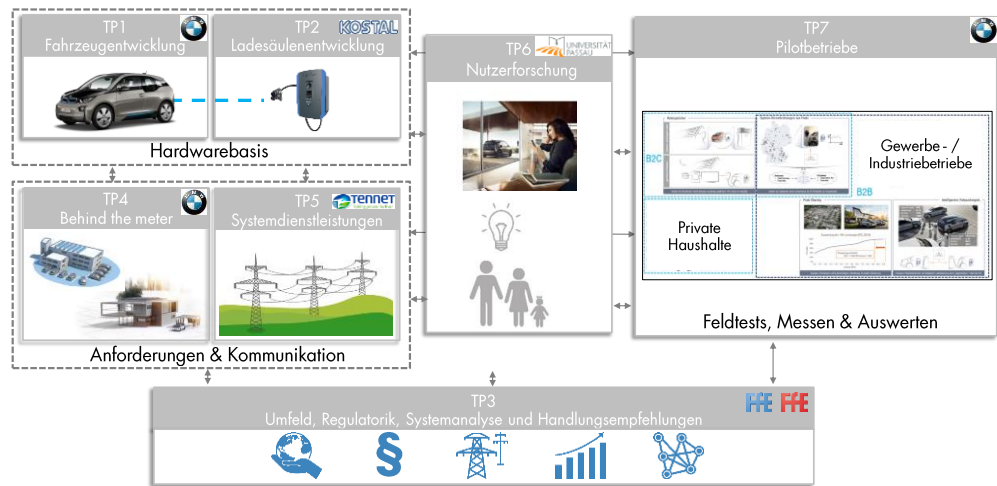 TP1
Fahrzeugentwicklung
TP2
KOSTAL
Ladesäulenentwicklung
Hardwarebasis
TP4
Behind the meter
TP5
TENNET
Systemdienstleistungen
Anforderungen & Kommunikation
TP6
UNIVERSITÄT
PASSAU
Nutzerforschung
TP7
Pilotbetriebe
B2C
Gewerbe- /
Industriebetriebe
B2B
Private
Haushalte
Feldtests, Messen & Auswerten
TP3
FfE FfE
Umfeld, Regulatorik, Systemanalyse und Handlungsempfehlungen
§